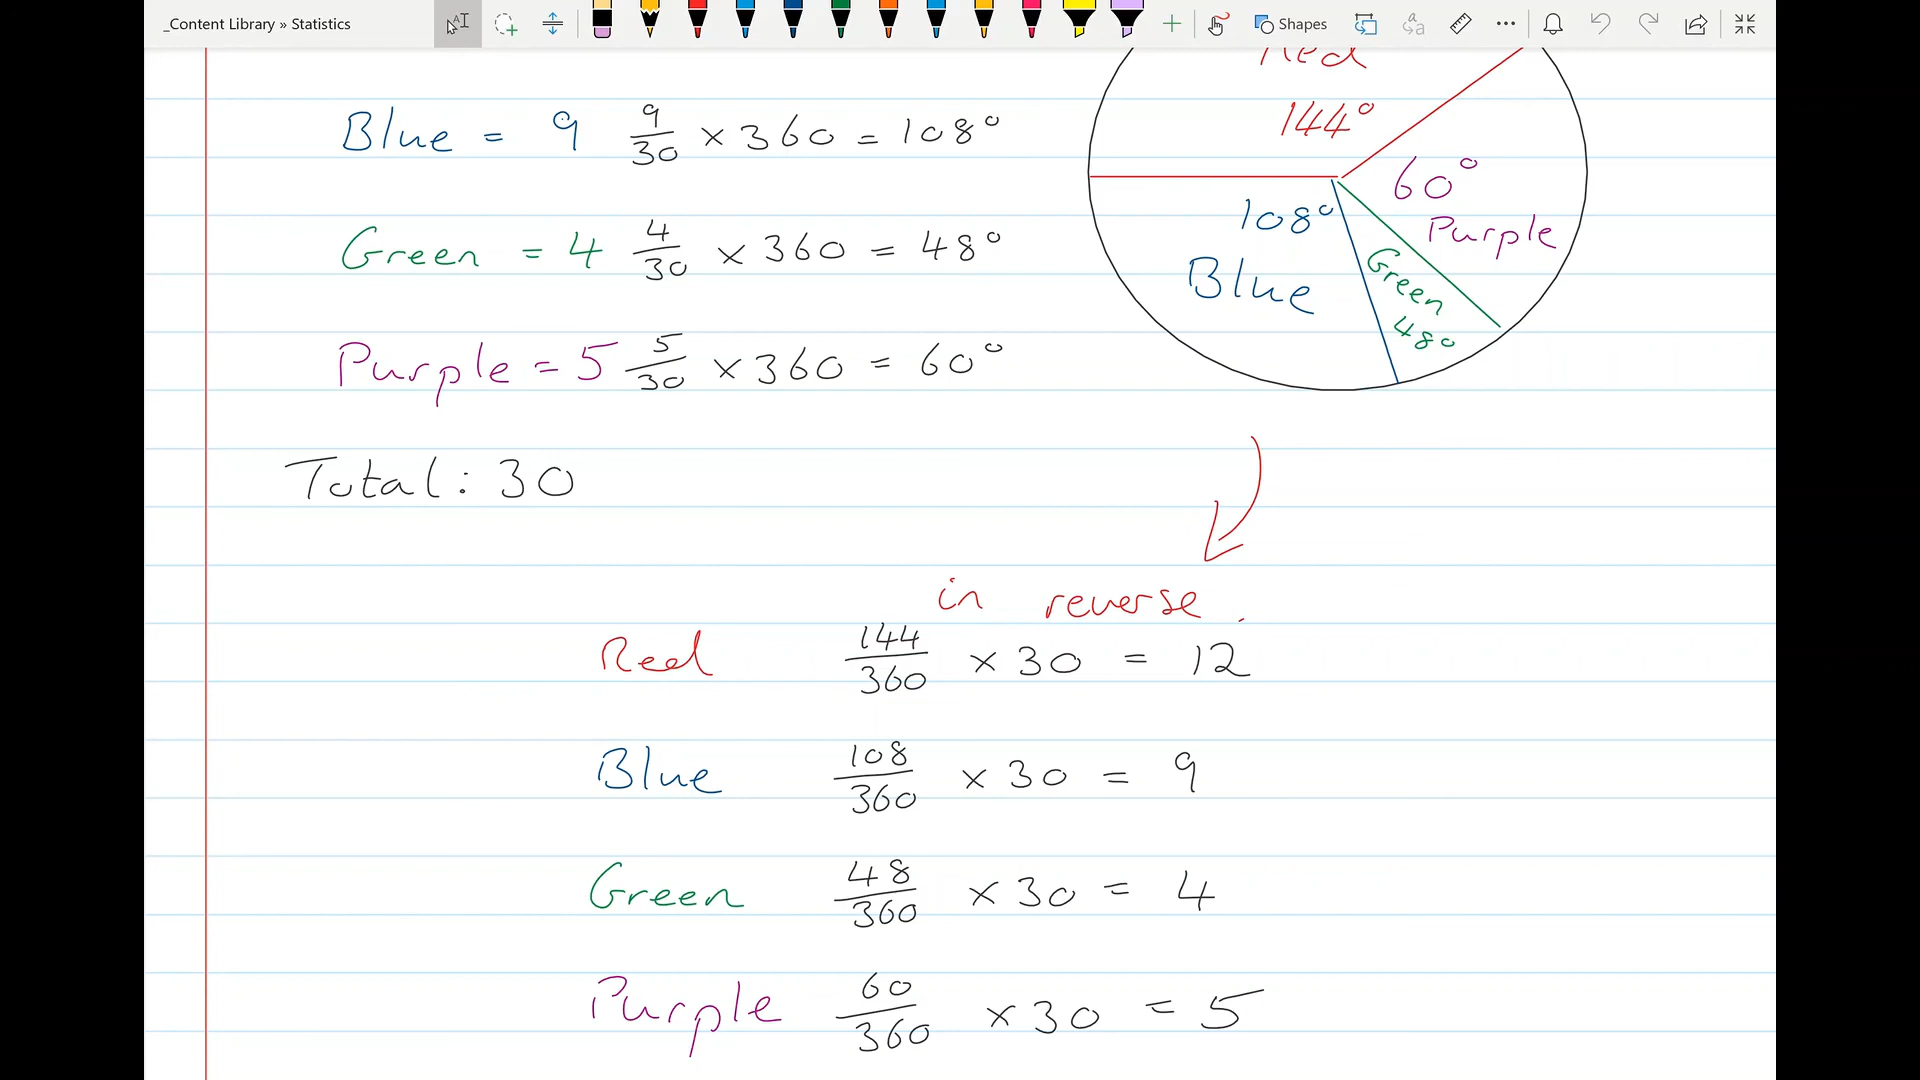 _Content Library » Statistics
Shapes
Red
144°
Blue = 9 9/30 × 360 = 108°
60°
Purple
108°
Blue
Green = 4 4/30 × 360 = 48°
Green
48°
Purple = 5 5/30 × 360 = 60°
Total: 30
in reverse.
Red 144/360 × 30 = 12
Blue 108/360 × 30 = 9
Green 48/360 × 30 = 4
Purple 60/360 × 30 = 5